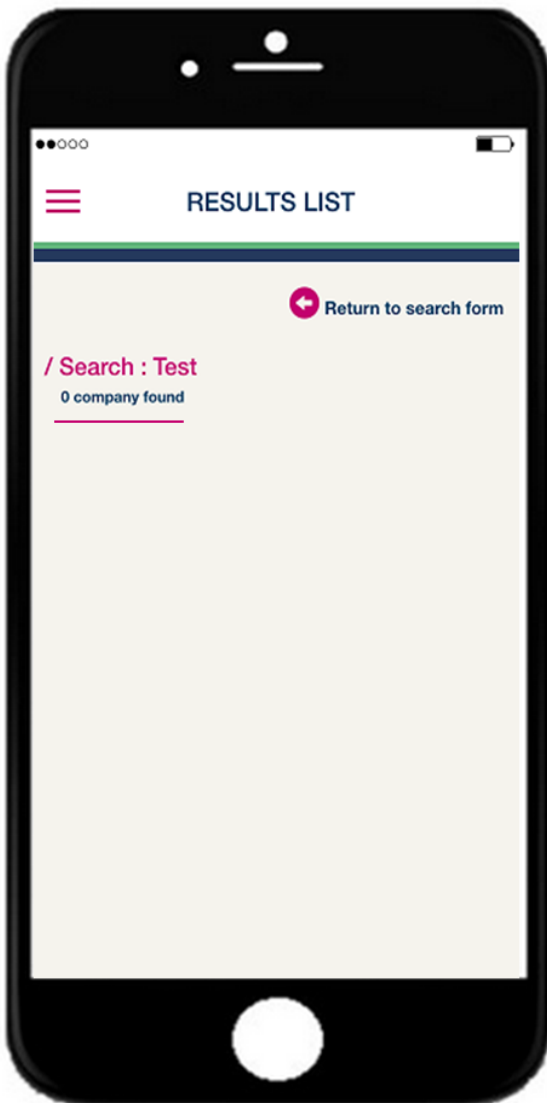 RESULTS LIST
Return to search form
/ Search : Test
0 company found